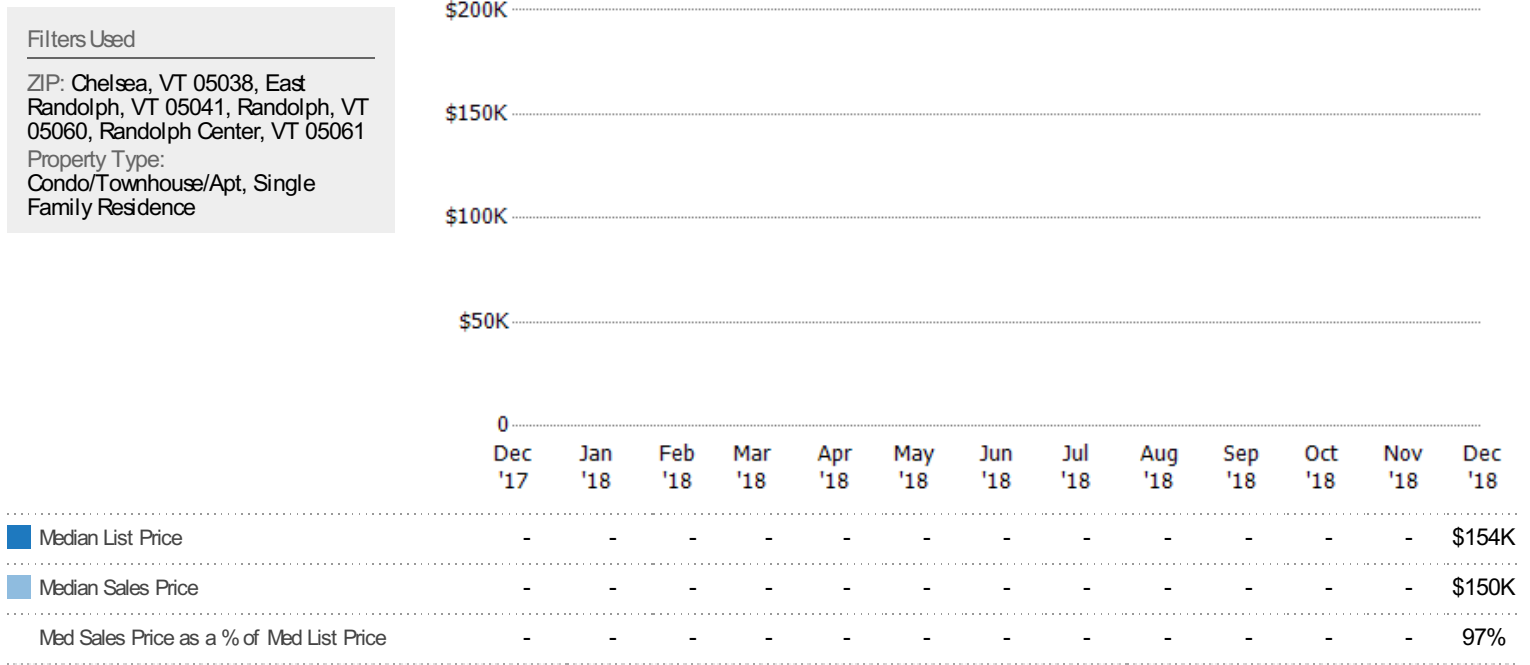 Filters Used
ZIP: Chelsea, VT 05038, East
Randolph, VT 05041, Randolph, VT
05060, Randolph Center, VT 05061
Property Type:
Condo/Townhouse/Apt, Single
Family Residence
$200K
$150K
$100K
$50K
0
Dec Jan Feb Mar Apr May Jun Jul Aug Sep Oct Nov Dec
'17 '18 '18 '18 '18 '18 '18 '18 '18 '18 '18 '18 '18
Median List Price - - - - - - - - - - - - $154K
Median Sales Price - - - - - - - - - - - - $150K
Med Sales Price as a % of Med List Price - - - - - - - - - - - - 97%